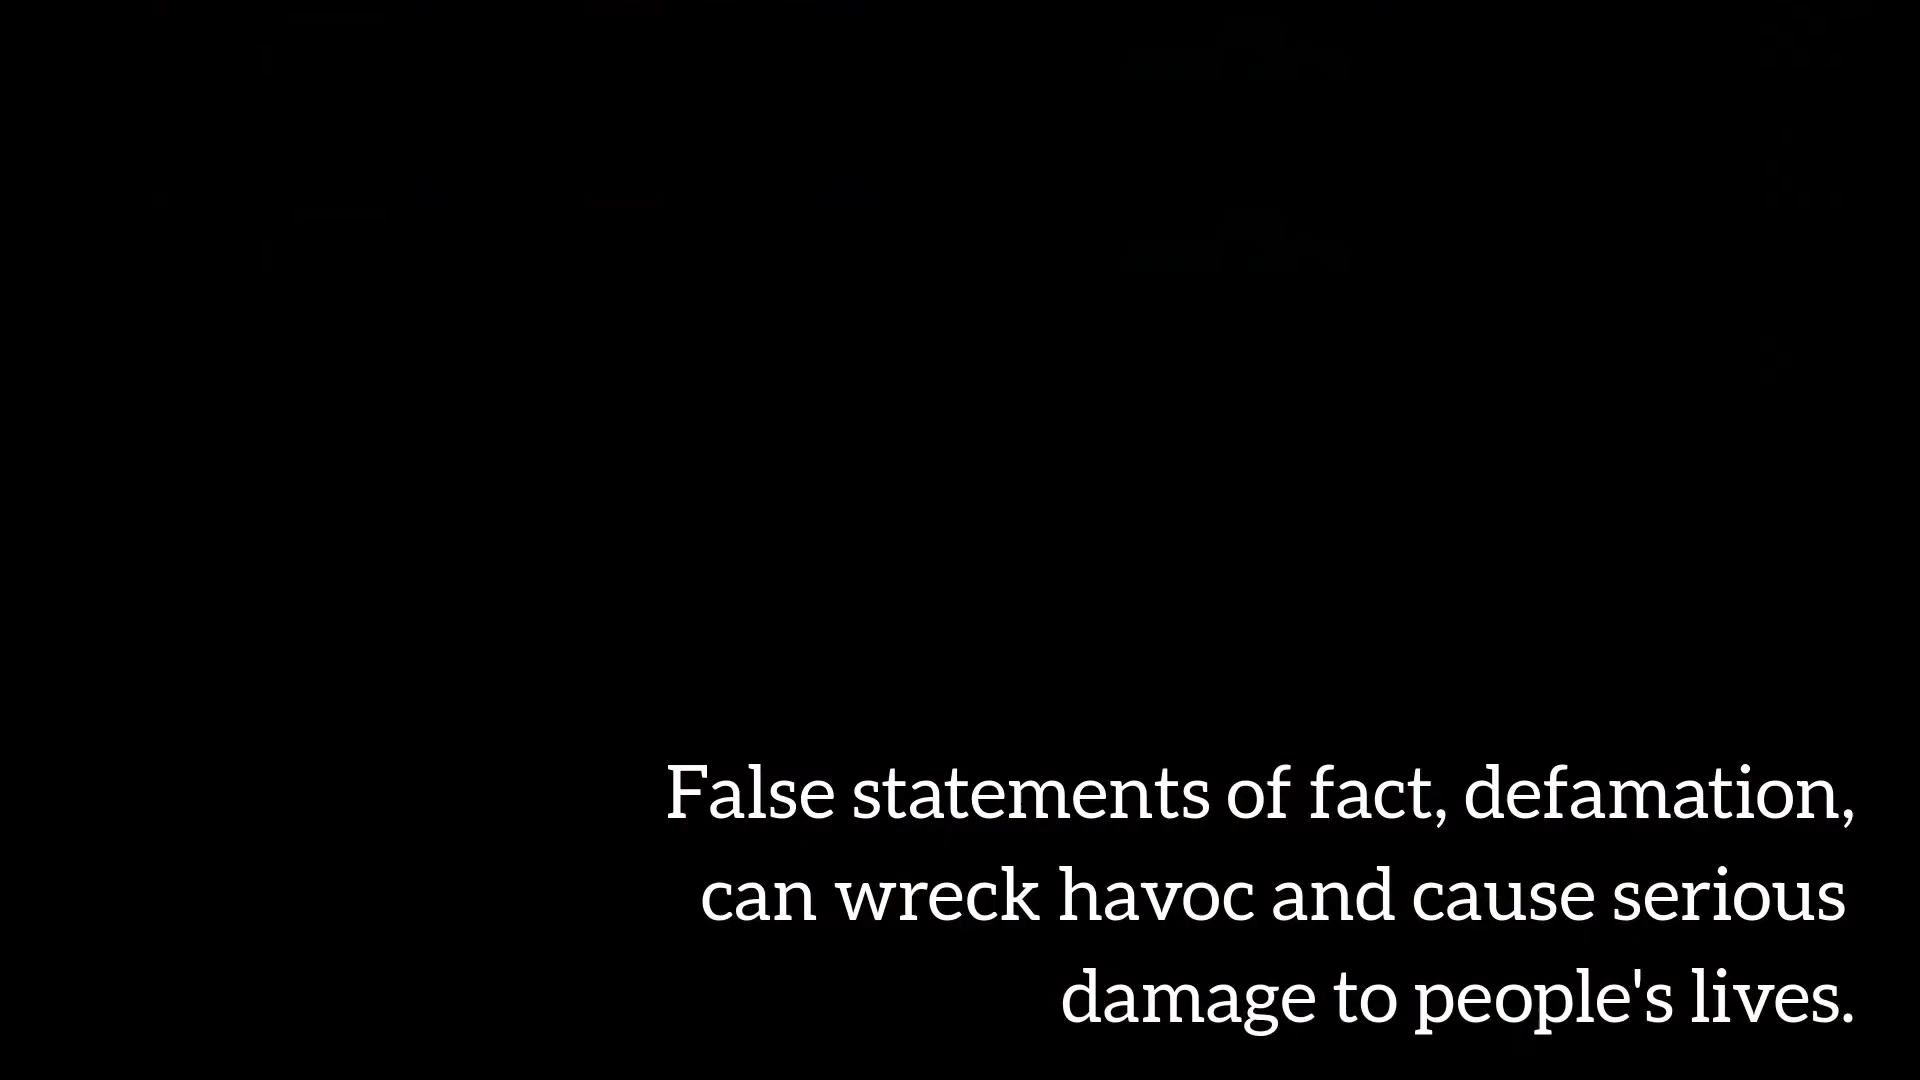 False statements of fact, defamation,
can wreck havoc and cause serious
damage to people's lives.